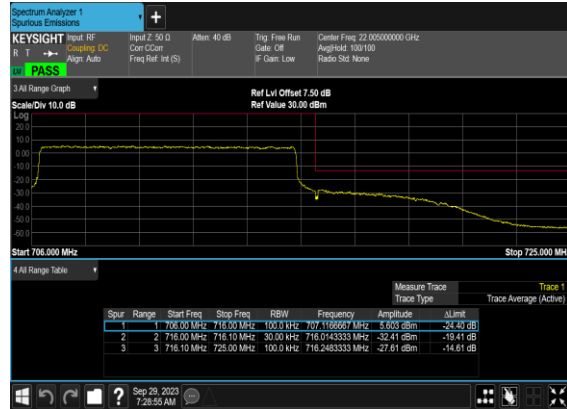 Spectrum Analyzer 1
Spurious Emissions
KEYSIGHT Input: RF Input Z: 50 Ω Atten: 40 dB Trig: Free Run Center Freq: 22.005000000 GHz
R T Coupling: DC Corr CCorr Gate: Off Avg|Hold: 100/100
Align: Auto Freq Ref: Int (S) IF Gain: Low Radio Std: None
PASS
3 All Range Graph
Ref Lvl Offset 7.50 dB
Scale/Div 10.0 dB Ref Value 30.00 dBm
Log
20.0
10.0
0.00
-10.0
-20.0
-30.0
-40.0
-50.0
-60.0
Start 706.000 MHz Stop 725.000 MH
4 All Range Table
Measure Trace Trace 1
Trace Type Trace Average (Active)
Spur Range Start Freq Stop Freq RBW Frequency Amplitude ΔLimit
1 1 706.00 MHz 716.00 MHz 100.0 kHz 707.1166667 MHz 5.603 dBm -24.40 dB
2 2 716.00 MHz 716.10 MHz 30.00 kHz 716.0143333 MHz -32.41 dBm -19.41 dB
3 3 716.10 MHz 725.00 MHz 100.0 kHz 716.2483333 MHz -27.61 dBm -14.61 dB
Sep 29, 2023
7:28:55 AM